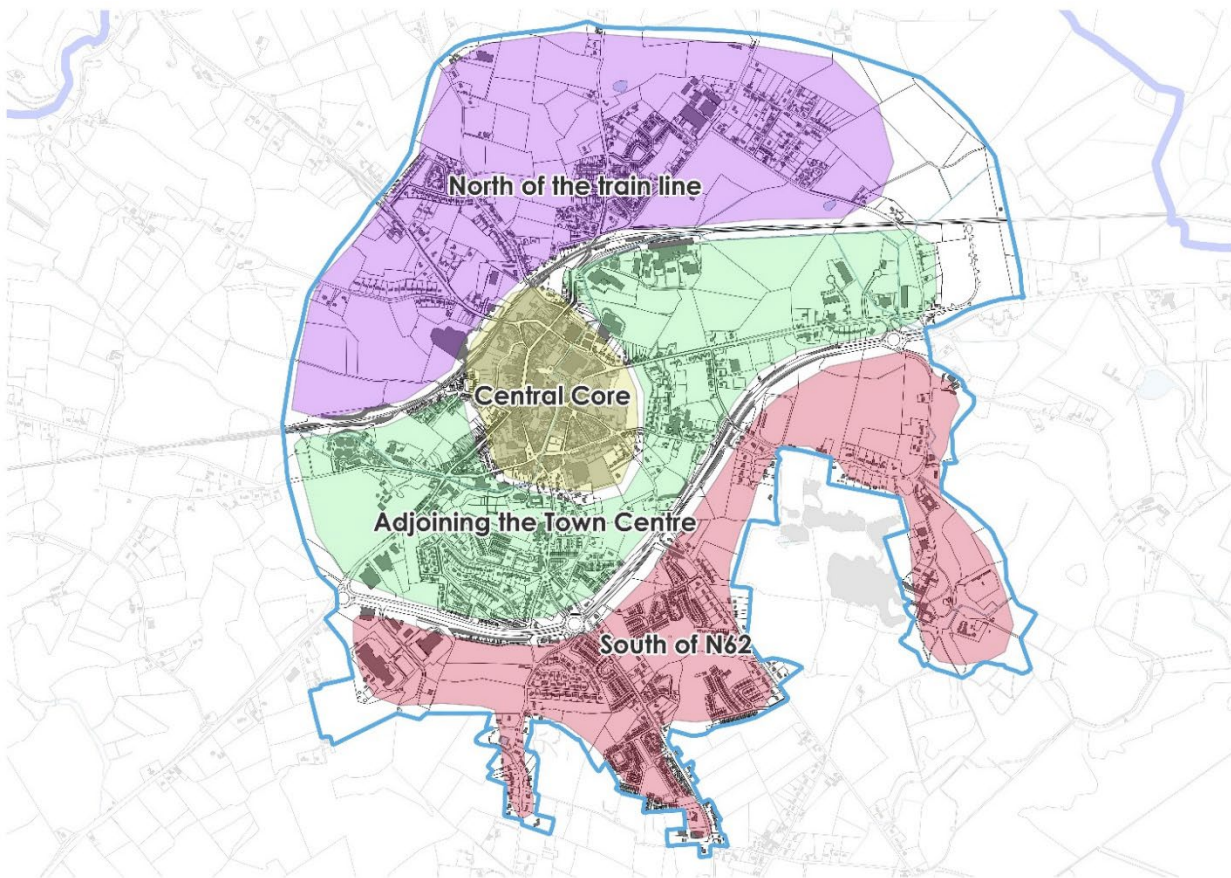 North of the train line
Central Core
Adjoining the Town Centre
South of N62